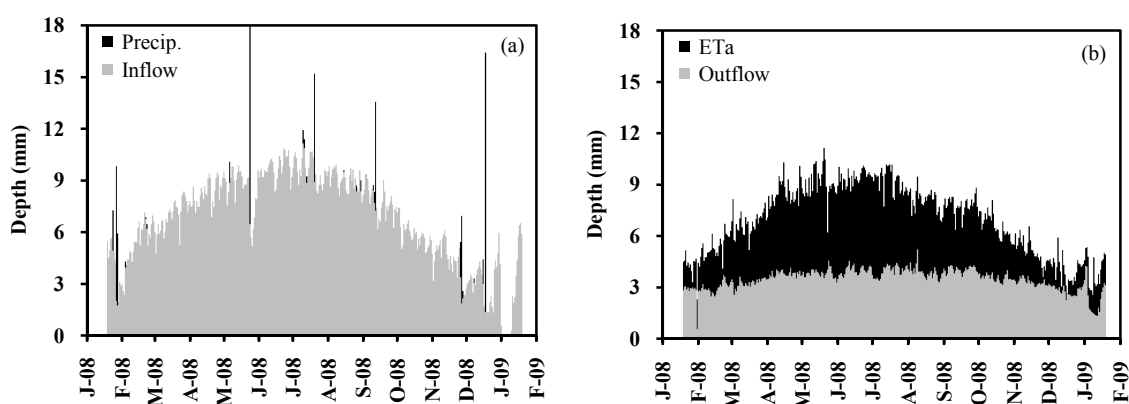 18
15
12
9
6
3
0
Depth (mm)
Precip.
Inflow
(a)
J-08
F-08
M-08
A-08
M-08
J-08
J-08
A-08
S-08
O-08
N-08
D-08
J-09
F-09
18
15
12
9
6
3
0
Depth (mm)
ETa
Outflow
(b)
J-08
F-08
M-08
A-08
M-08
J-08
J-08
A-08
S-08
O-08
N-08
D-08
J-09
F-09